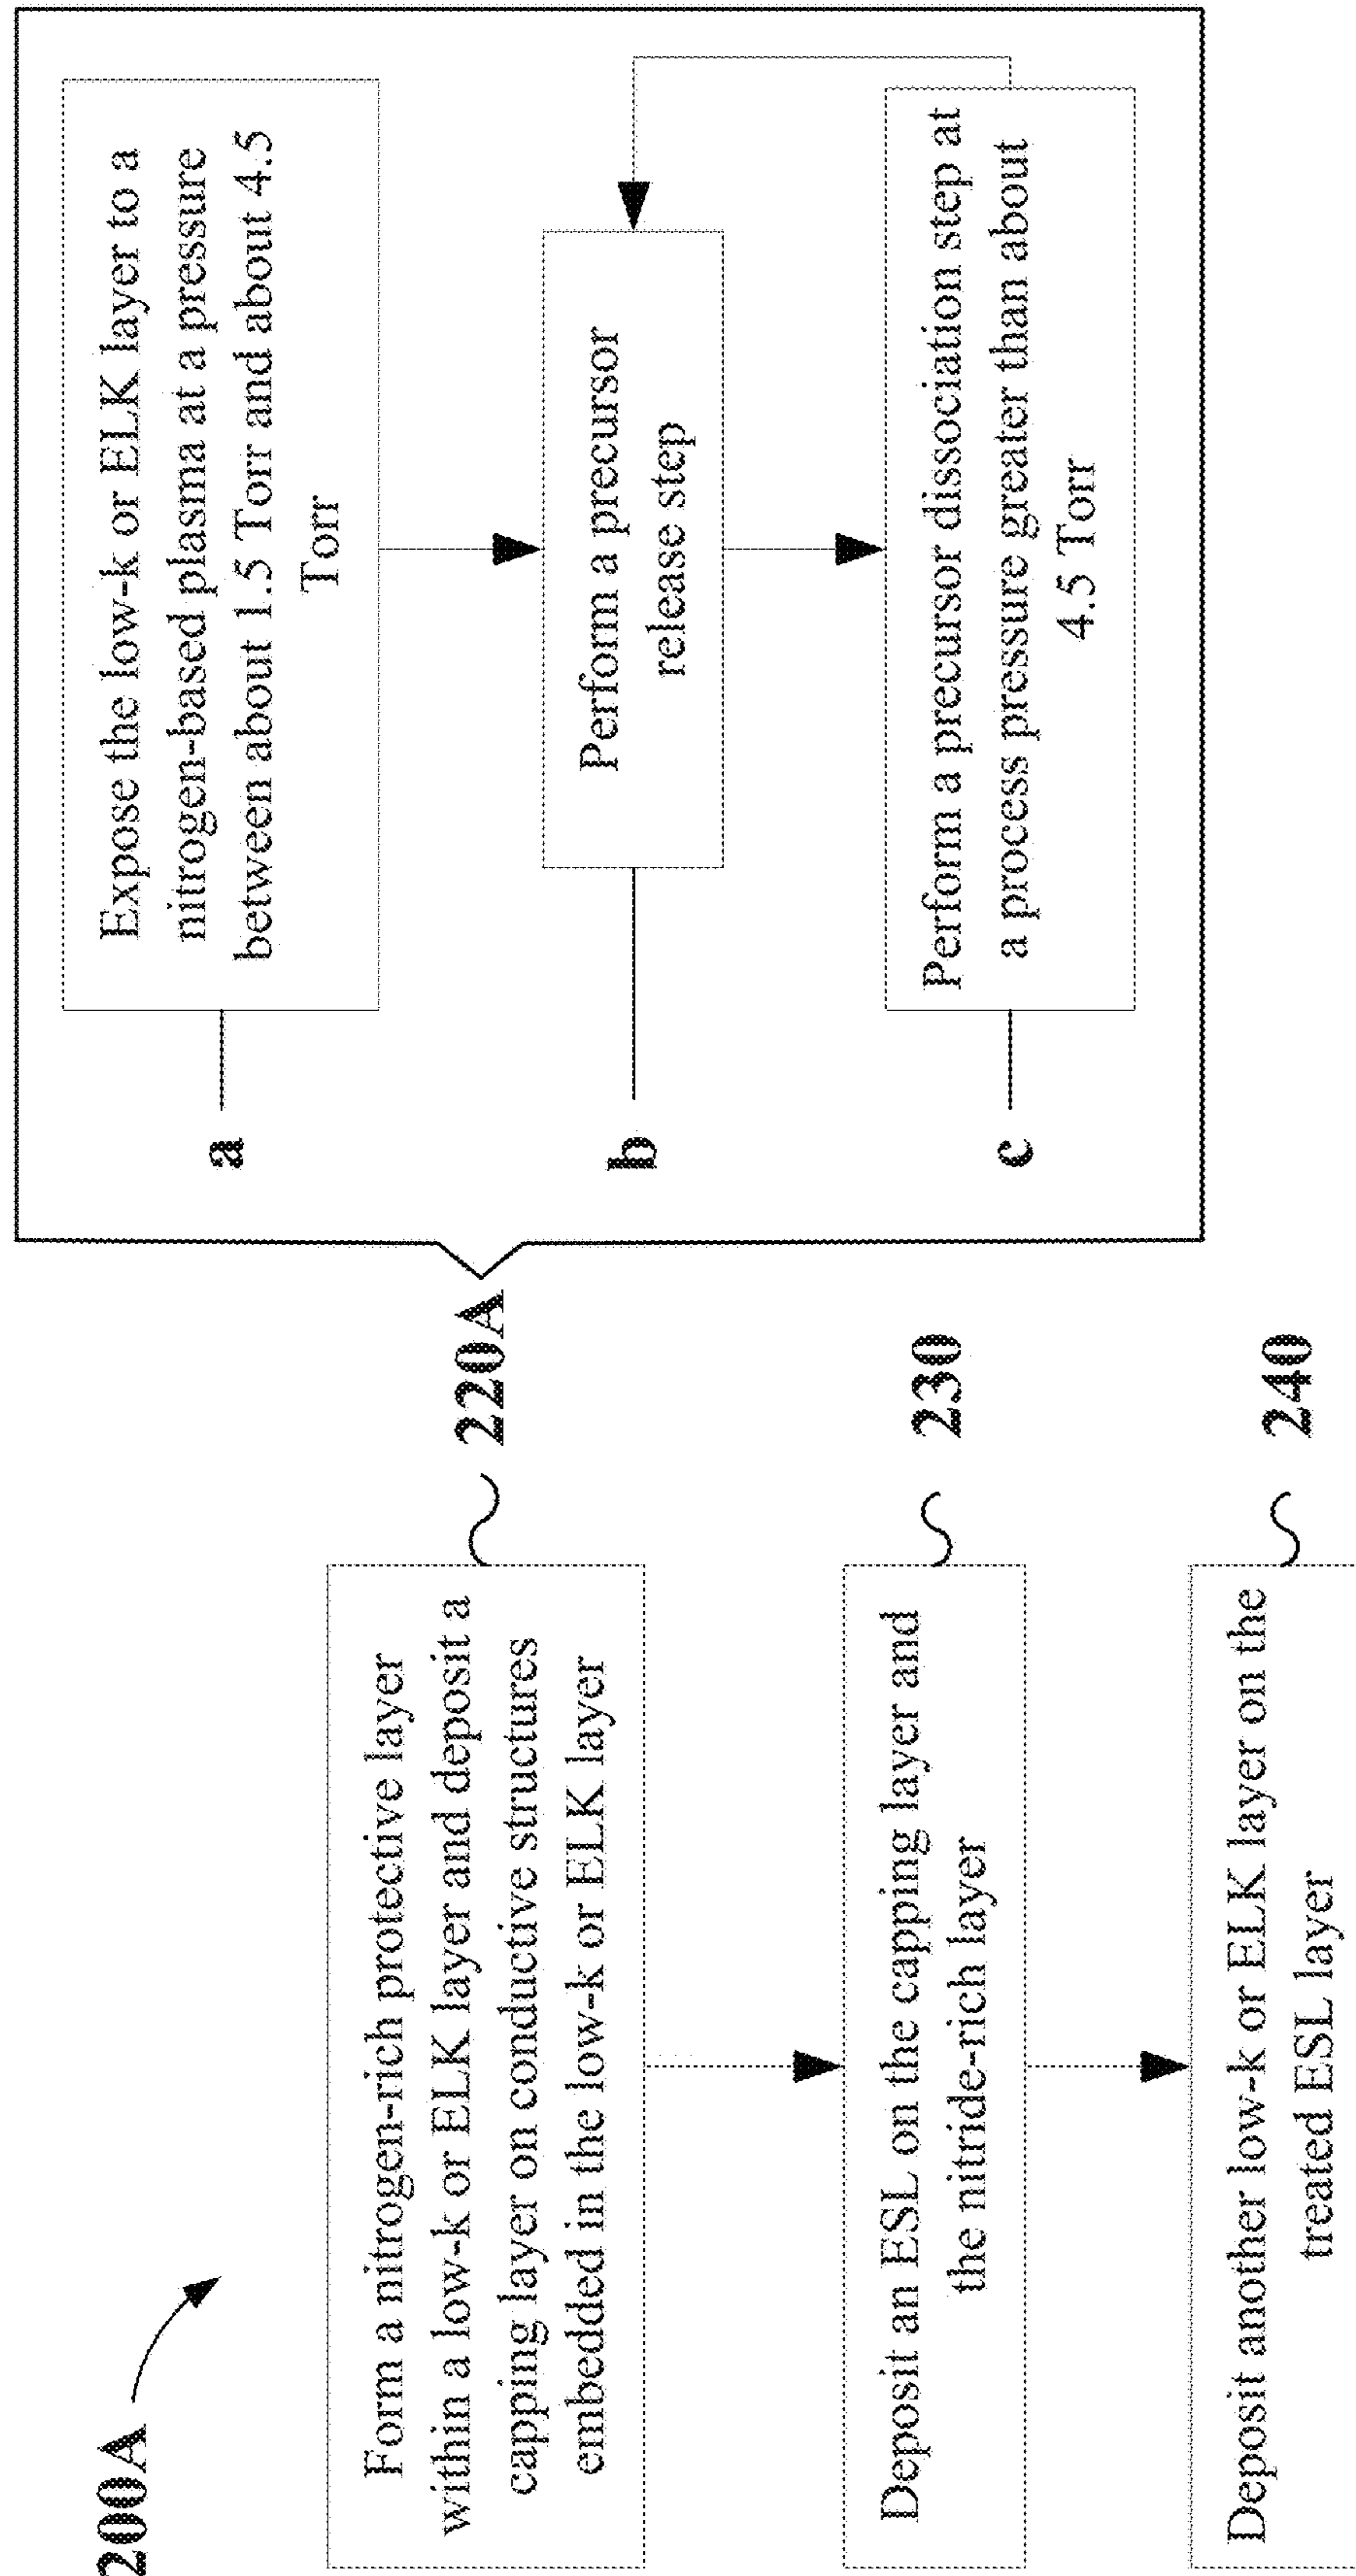 200A
Form a nitrogen-rich protective layer
within a low-k or ELK layer and deposit a
capping layer on conductive structures
embedded in the low-k or ELK layer
220A
Deposit an ESL on the capping layer and
the nitride-rich layer
230
Deposit another low-k or ELK layer on the
treated ESL layer
240
a
Expose the low-k or ELK layer to a
nitrogen-based plasma at a pressure
between about 1.5 Torr and about 4.5
Torr
b
Perform a precursor
release step
c
Perform a precursor dissociation step at
a process pressure greater than about
4.5 Torr